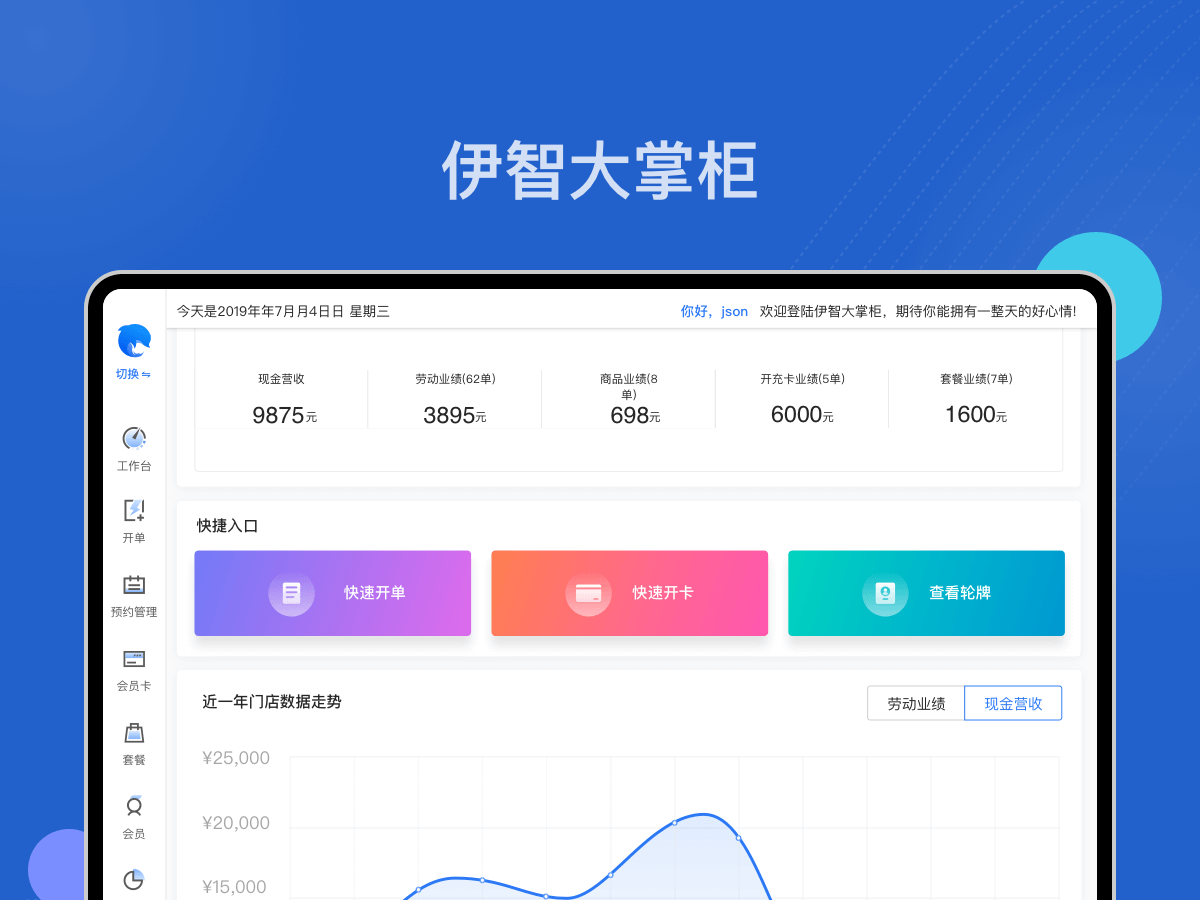 伊智大掌柜
今天是2019年年7月月4日日 星期三
你好，json 欢迎登陆伊智大掌柜，期待你能拥有一整天的好心情!
切换⇋
工作台
开单
预约管理
会员卡
套餐
会员
现金营收
9875元
劳动业绩(62单)
3895元
商品业绩(8
单)
698元
开充卡业绩(5单)
6000元
套餐业绩(7单)
1600元
快捷入口
快速开单
快速开卡
查看轮牌
近一年门店数据走势
劳动业绩
现金营收
¥25,000
¥20,000
¥15,000